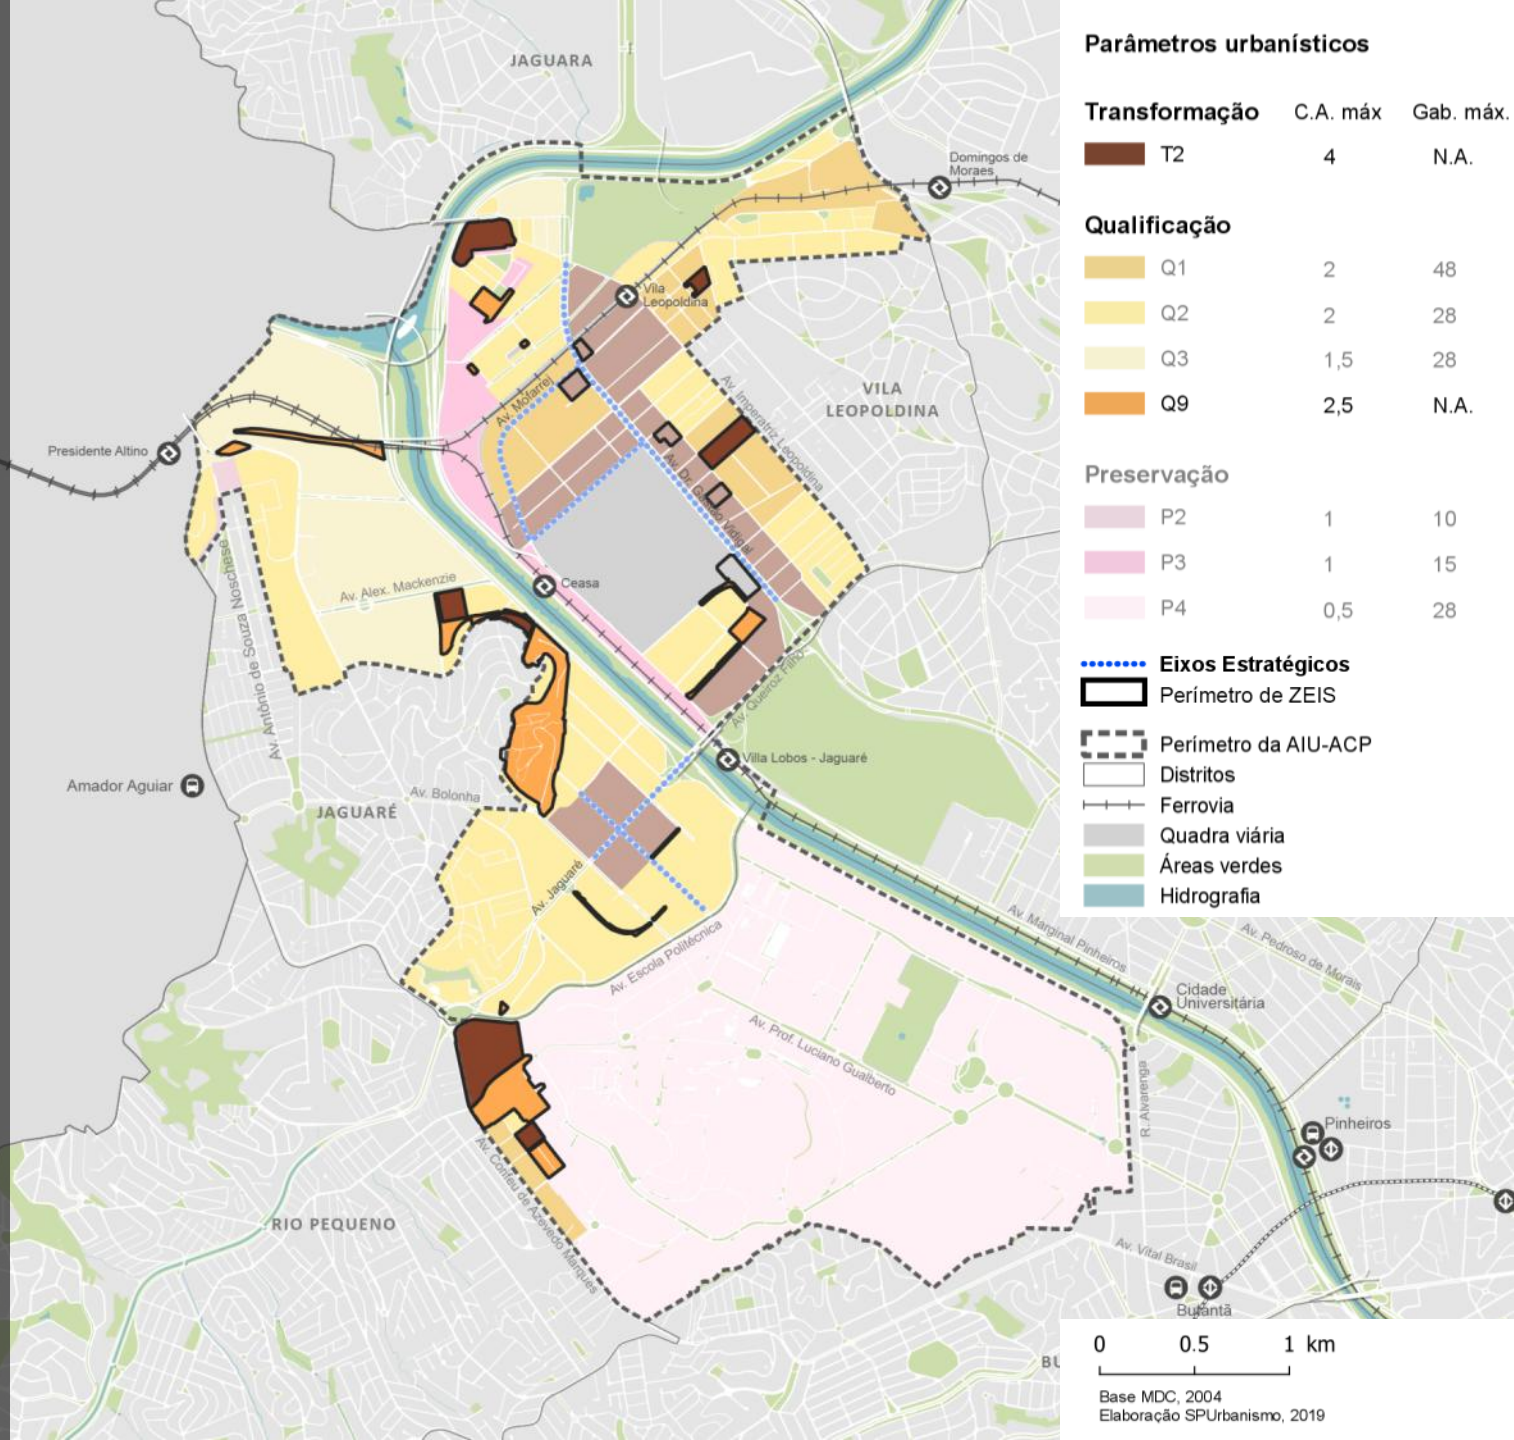 JAGUARA
Domingos de
Moraes
Vila
Leopoldina
Av. Mofarrej
Av. Imperatriz Leopoldina
VILA
LEOPOLDINA
Presidente Altino
Av. Dr. Gastão Vidigal
Av. Antônio de Souza Noschese
Av. Alex. Mackenzie
Ceasa
Av. Queiroz Filho
Villa Lobos - Jaguaré
Amador Aguiar
Av. Bolonha
JAGUARÉ
Av. Jaguaré
Av. Escola Politécnica
Av. Marginal Pinheiros
Av. Pedroso de Morais
Cidade
Universitária
Av. Prof. Luciano Gualberto
R. Alvarenga
Pinheiros
Av. Corifeu de Azevedo Marques
RIO PEQUENO
Av. Vital Brasil
Butantã
BU
Parâmetros urbanísticos
Transformação C.A. máx Gab. máx.
T2 4 N.A.
Qualificação
Q1 2 48
Q2 2 28
Q3 1,5 28
Q9 2,5 N.A.
Preservação
P2 1 10
P3 1 15
P4 0,5 28
Eixos Estratégicos
Perímetro de ZEIS
Perímetro da AIU-ACP
Distritos
Ferrovia
Quadra viária
Áreas verdes
Hidrografia
0 0.5 1 km
Base MDC, 2004
Elaboração SPUrbanismo, 2019